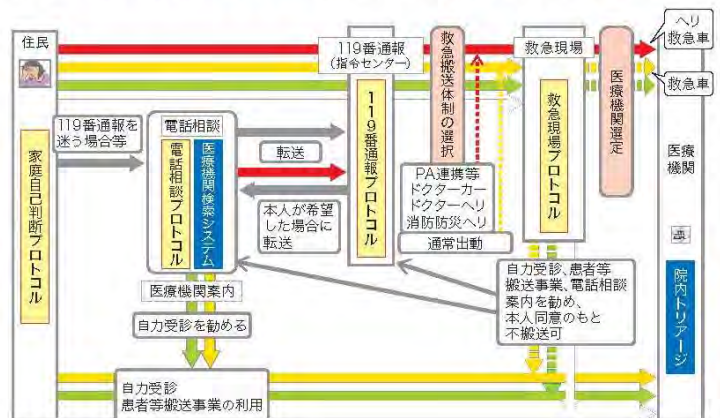 住民
家庭自己判断プロトコル
119番通報を
迷う場合等
電話相談
電話相談プロトコル
医療機関検索システム
転送
本人が希望
した場合に
転送
医療機関案内
自力受診を勧める
自力受診
患者等搬送事業の利用
119番通報
(指令センター)
119番通報プロトコル
救急搬送体制の選択
PA連携等
ドクターカー
ドクターヘリ
消防防災ヘリ
通常出動
救急現場
救急現場プロトコル
自力受診、患者等
搬送事業、電話相談
案内を勧め、
本人同意のもと
不搬送可
医療機関選定
ヘリ
救急車
救急車
医療
機関
院内トリアージ